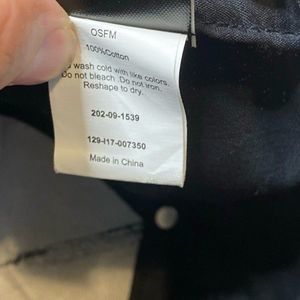 OSFM
100%Cotton
wash cold with like colors.
Do not bleach .Do not iron.
Reshape to dry.
202-09-1539
129-I17-007350
Made in China